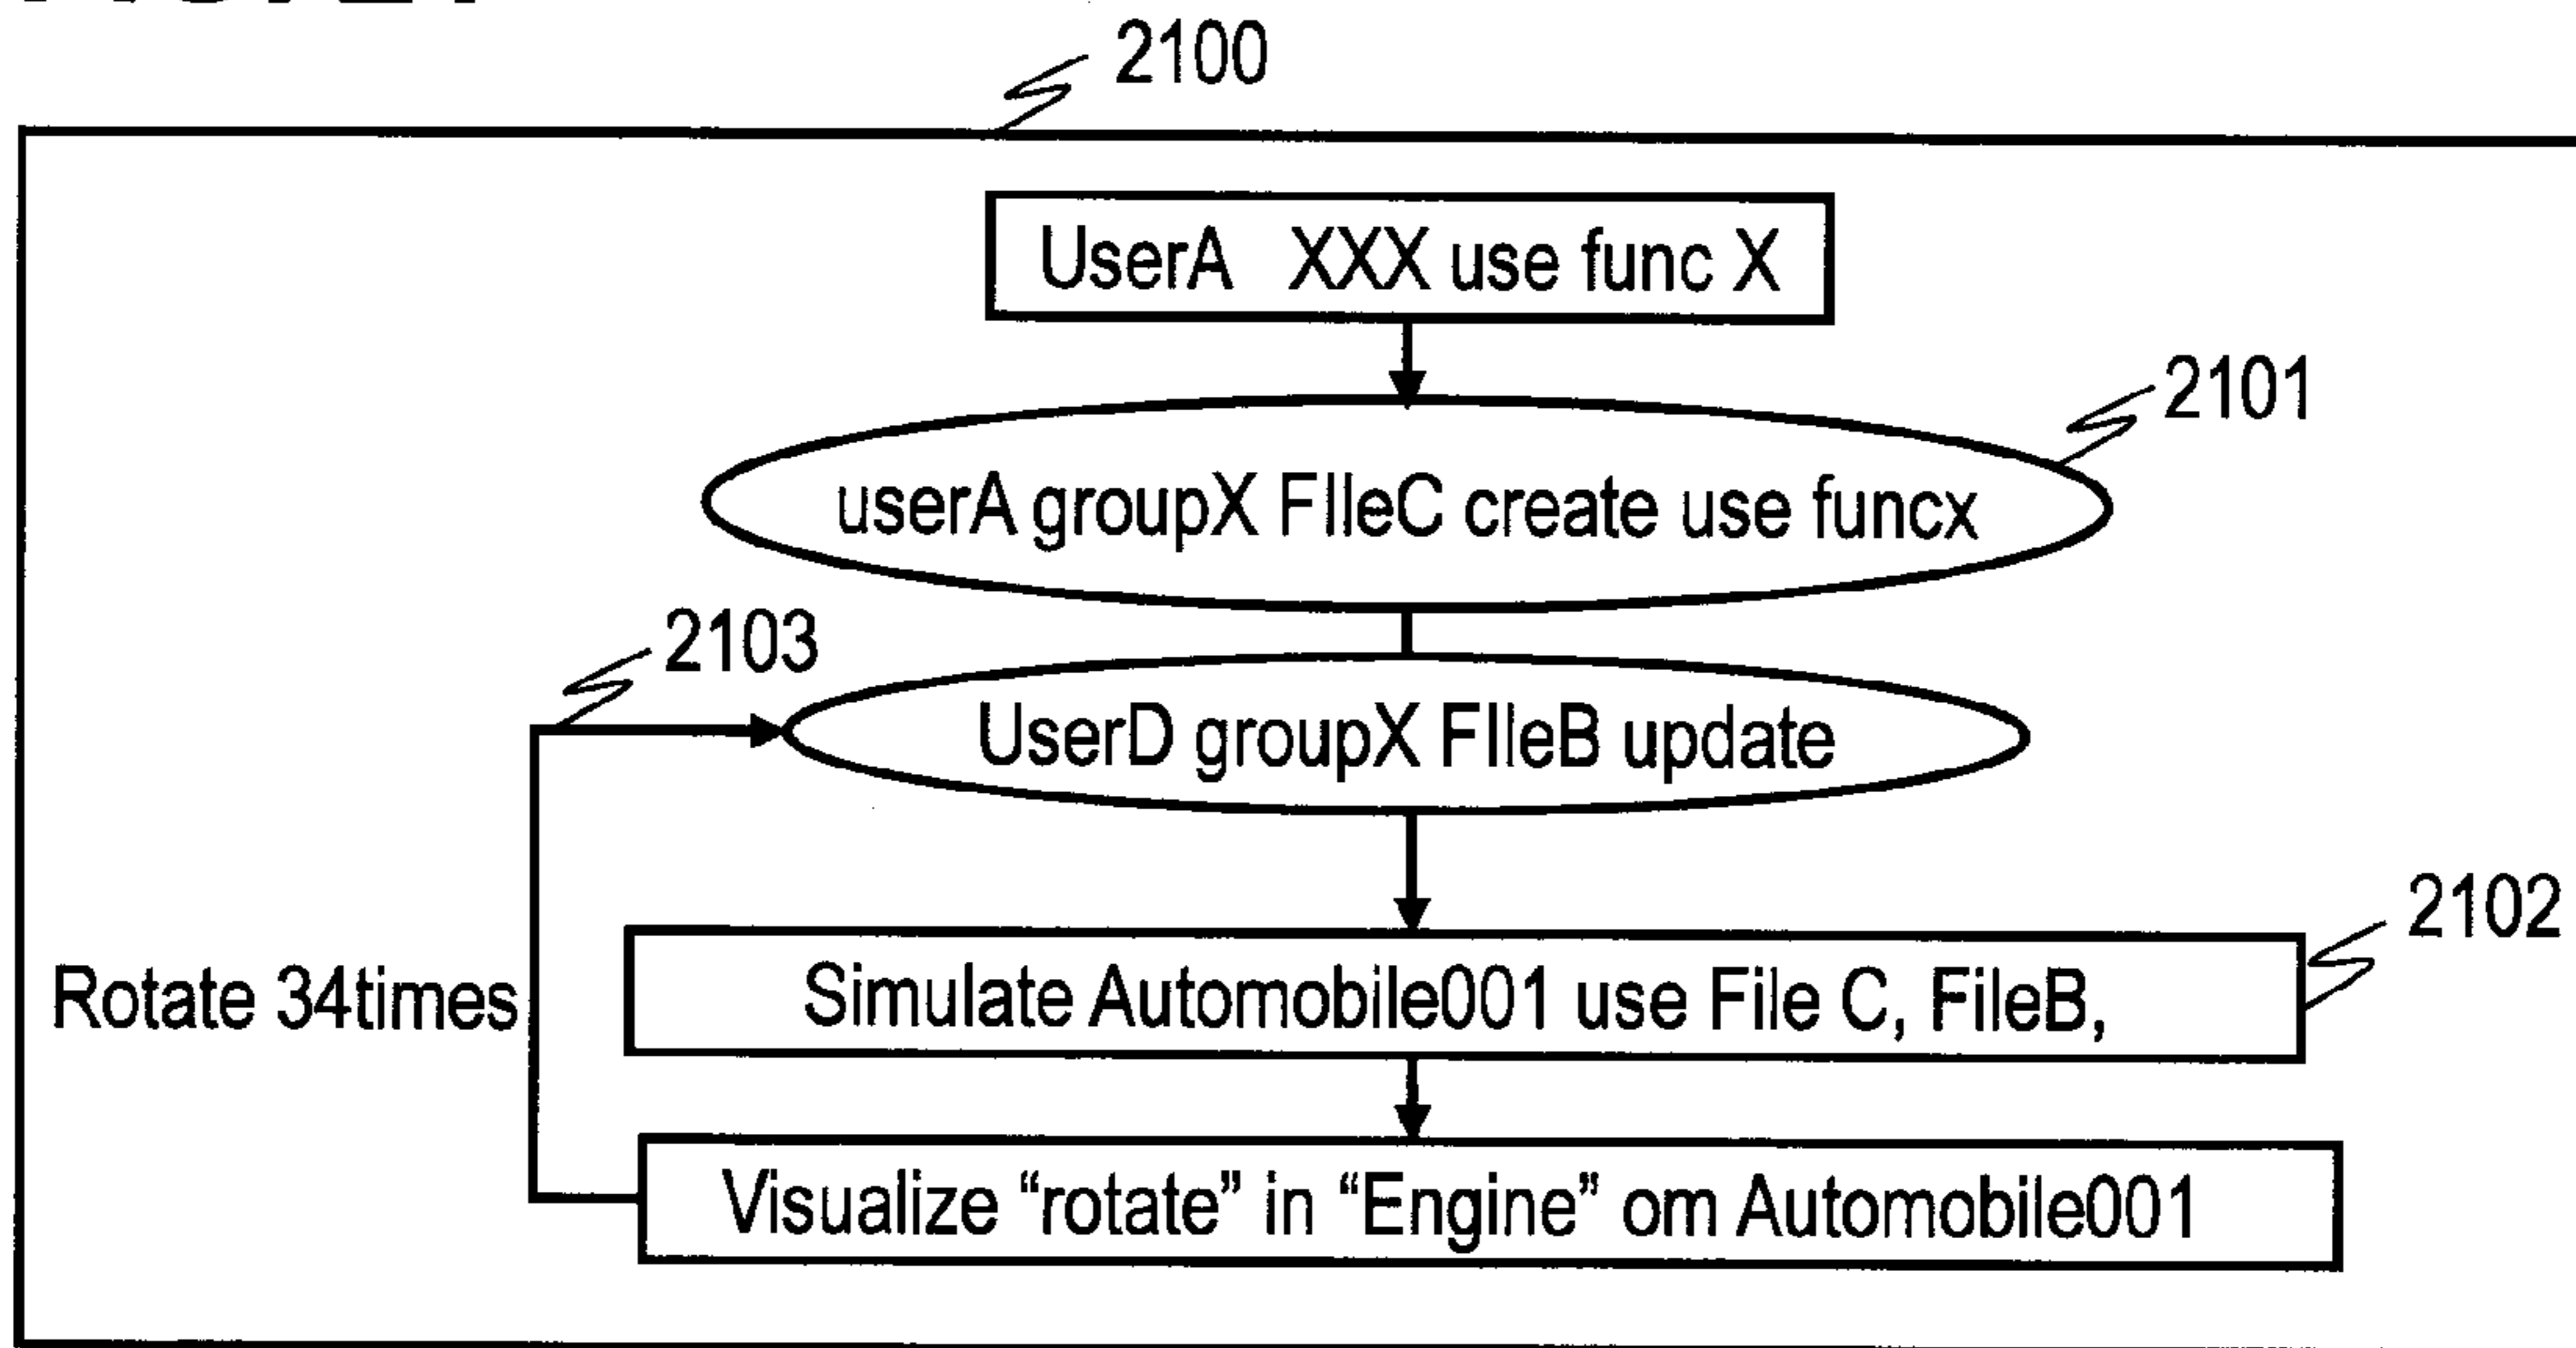 2100
UserA XXX use func X
2101
userA groupX FIleC create use funcx
2103
UserD groupX FIleB update
2102
Rotate 34times
Simulate Automobile001 use File C, FileB,
Visualize “rotate” in “Engine” om Automobile001